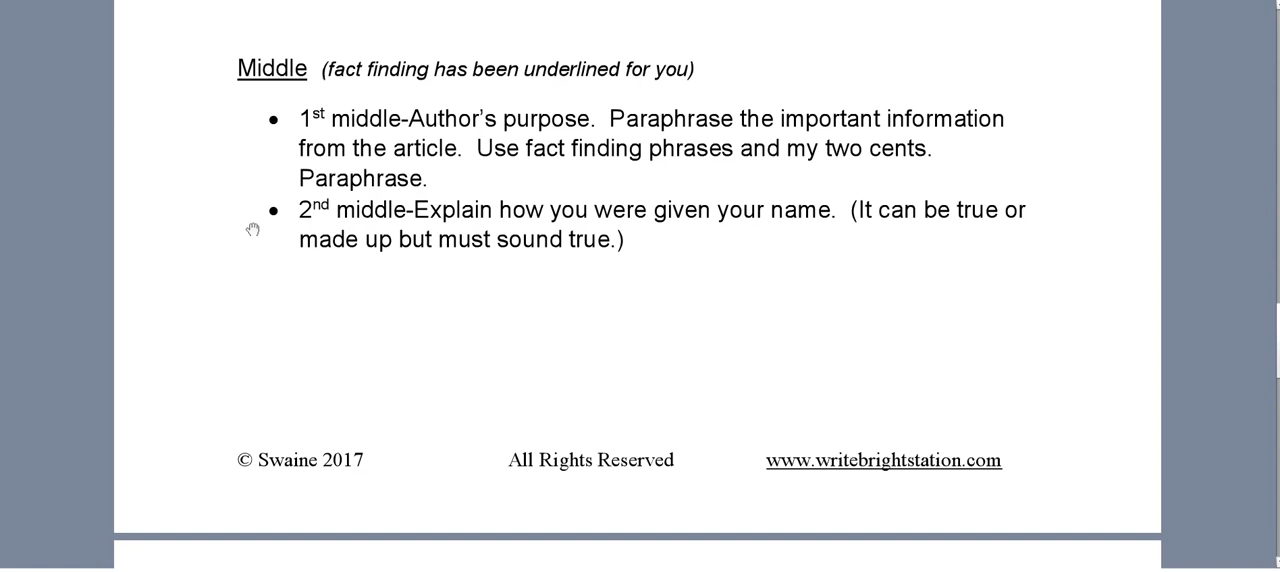 Middle (fact finding has been underlined for you)
• 1st middle-Author's purpose. Paraphrase the important information
from the article. Use fact finding phrases and my two cents.
Paraphrase.
• 2nd middle-Explain how you were given your name. (It can be true or
made up but must sound true.)
© Swaine 2017 All Rights Reserved www.writebrightstation.com